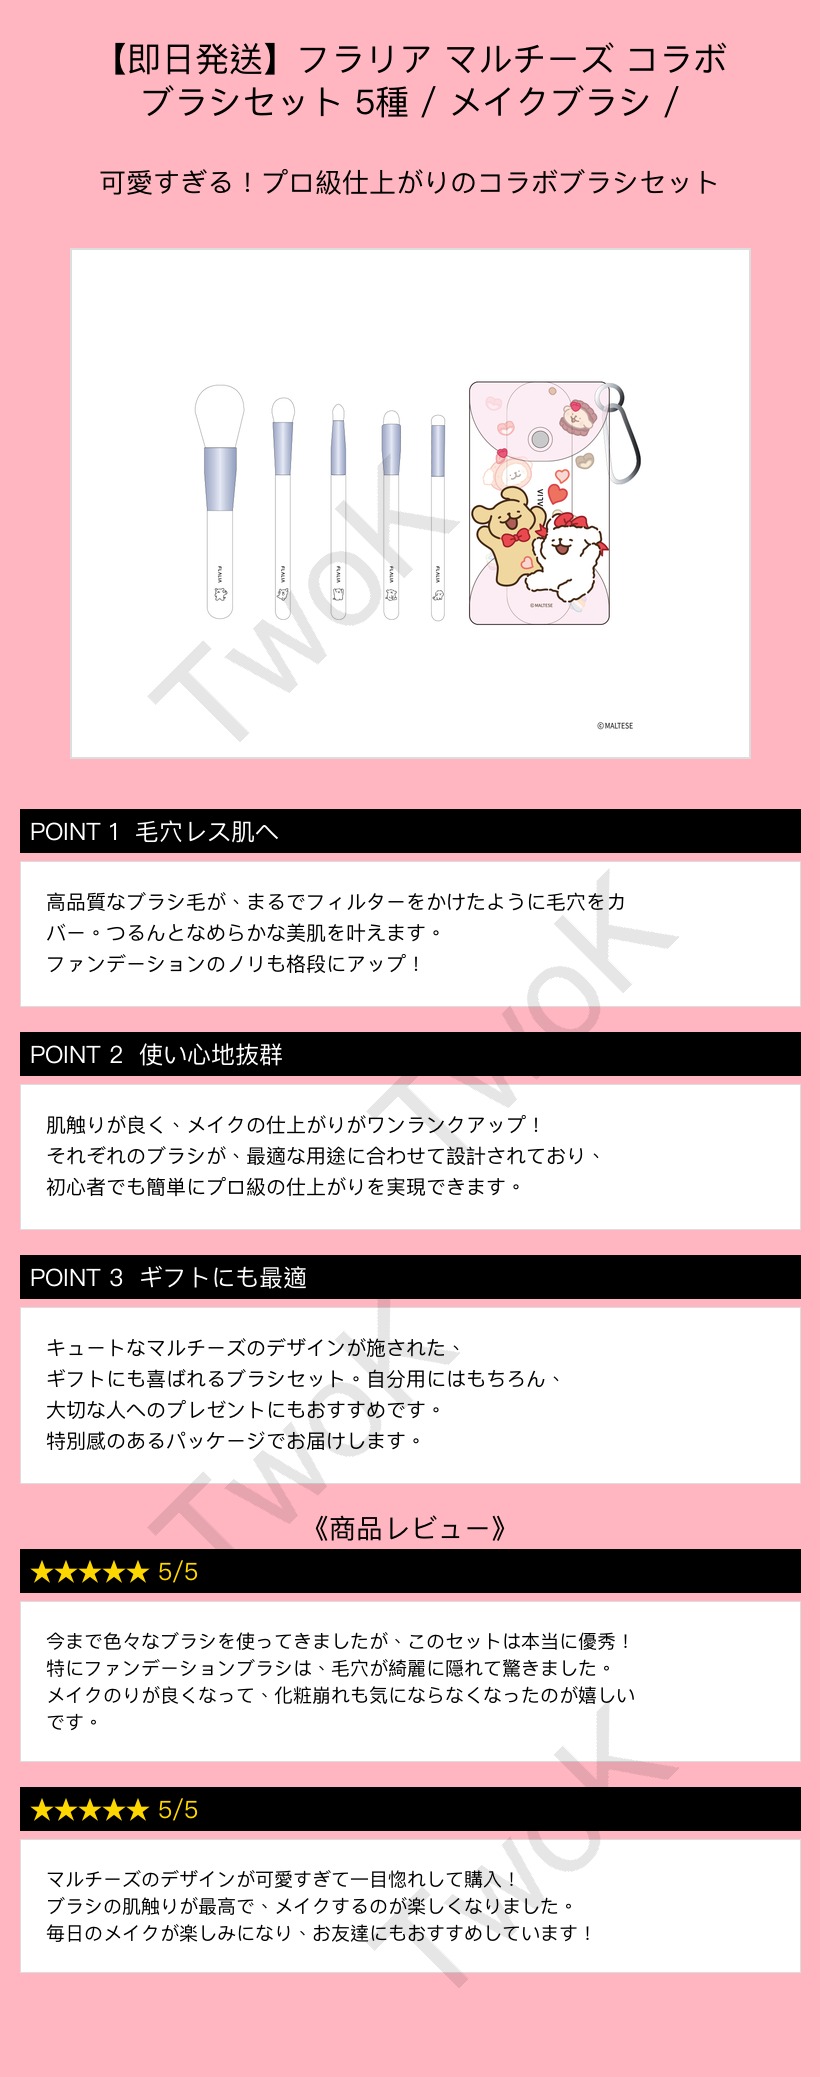 【即日発送】フラリア マルチーズ コラボ
ブラシセット 5種 / メイクブラシ /
可愛すぎる！プロ級仕上がりのコラボブラシセット
FLALIA
FLALIA
FLALIA
FLALIA
FLALIA
©MALTESE
©MALTESE
TwoK
POINT 1 毛穴レス肌へ
高品質なブラシ毛が、まるでフィルターをかけたように毛穴をカ
バー。つるんとなめらかな美肌を叶えます。
ファンデーションのノリも格段にアップ！
TwoK
POINT 2 使い心地抜群
肌触りが良く、メイクの仕上がりがワンランクアップ！
それぞれのブラシが、最適な用途に合わせて設計されており、
初心者でも簡単にプロ級の仕上がりを実現できます。
POINT 3 ギフトにも最適
キュートなマルチーズのデザインが施された、
ギフトにも喜ばれるブラシセット。自分用にはもちろん、
大切な人へのプレゼントにもおすすめです。
特別感のあるパッケージでお届けします。
TwoK
《商品レビュー》
★★★★★ 5/5
今まで色々なブラシを使ってきましたが、このセットは本当に優秀！
特にファンデーションブラシは、毛穴が綺麗に隠れて驚きました。
メイクのりが良くなって、化粧崩れも気にならなくなったのが嬉しい
です。
★★★★★ 5/5
マルチーズのデザインが可愛すぎて一目惚れして購入！
ブラシの肌触りが最高で、メイクするのが楽しくなりました。
毎日のメイクが楽しみになり、お友達にもおすすめしています！
TwoK